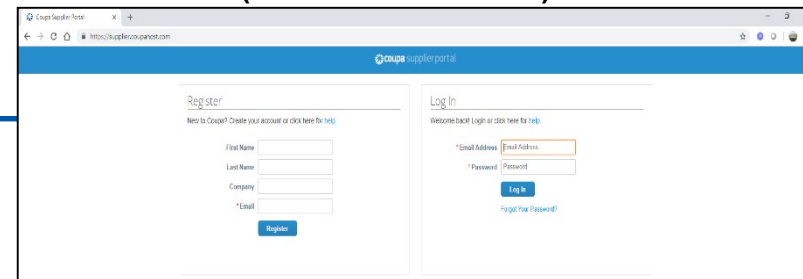 Coupa Supplier Portal
https://supplier.coupahost.com
coupa supplierportal
Register
New to Coupa? Create your account or click here for help.
First Name
Last Name
Company
* Email
Register
Log In
Welcome back! Login or click here for help.
* Email Address Email Address
* Password Password
Log In
Forgot Your Password?